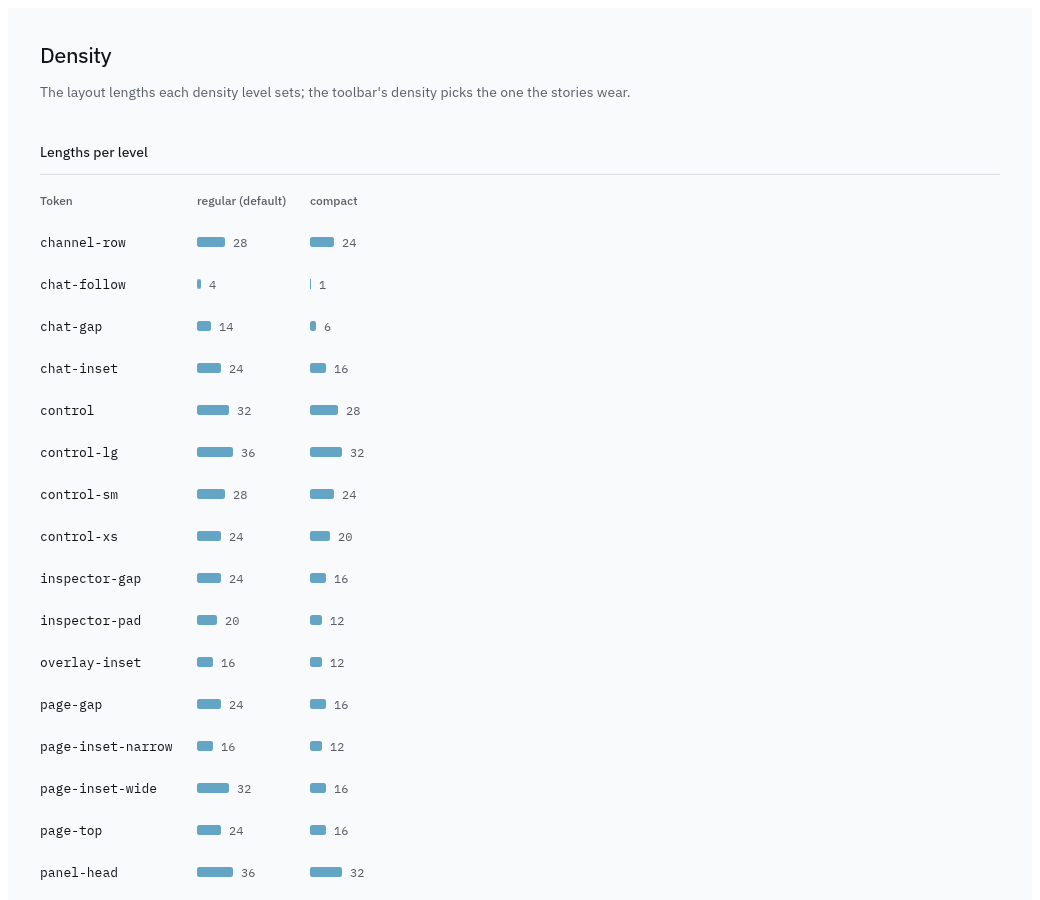 Density
The layout lengths each density level sets; the toolbar's density picks the one the stories wear.
Lengths per level
Token regular (default) compact
channel-row 28 24
chat-follow 4 1
chat-gap 14 6
chat-inset 24 16
control 32 28
control-lg 36 32
control-sm 28 24
control-xs 24 20
inspector-gap 24 16
inspector-pad 20 12
overlay-inset 16 12
page-gap 24 16
page-inset-narrow 16 12
page-inset-wide 32 16
page-top 24 16
panel-head 36 32